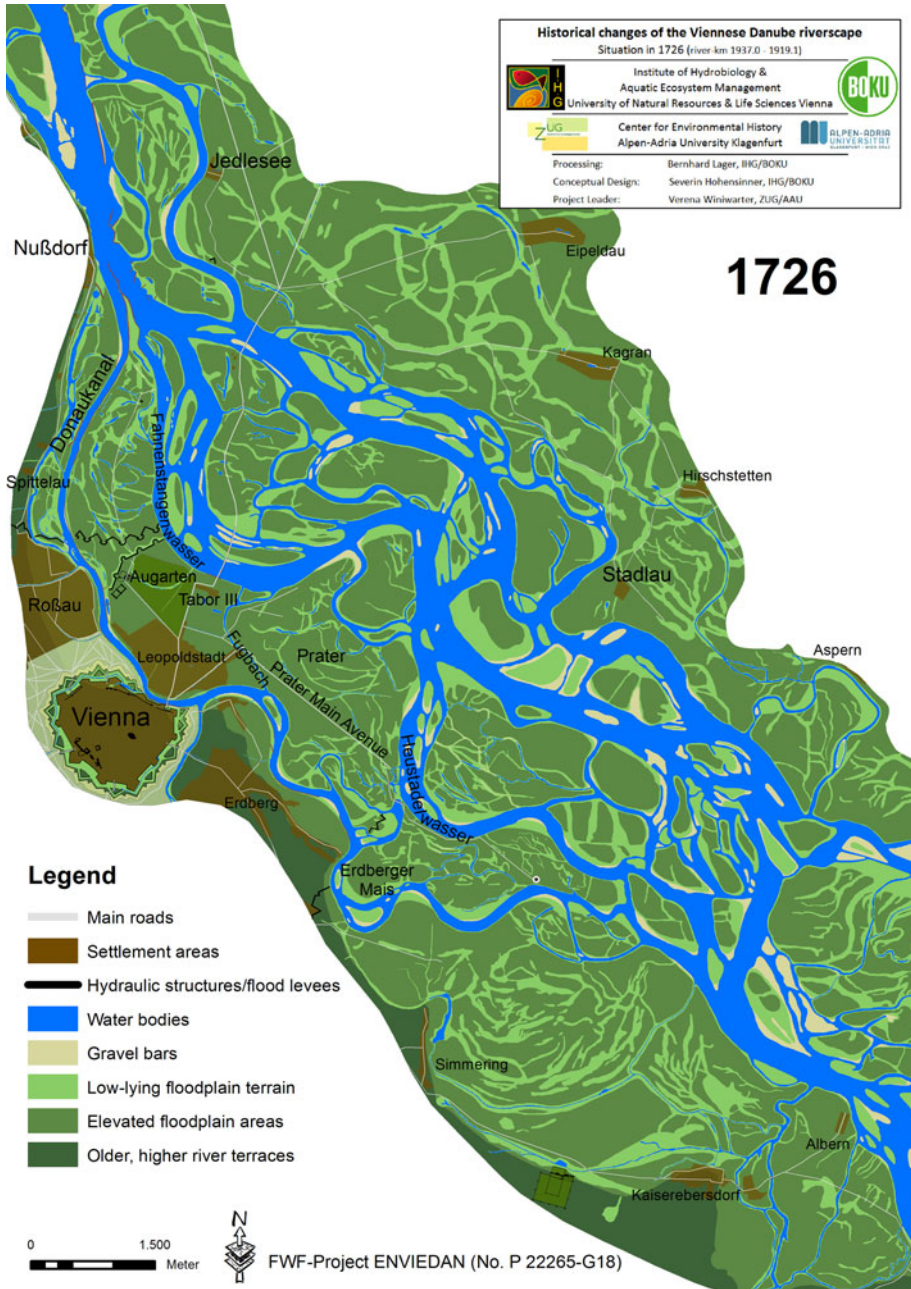 Historical changes of the Viennese Danube riverscape
Situation in 1726 (river-km 1937.0 - 1919.1)
IHG
Institute of Hydrobiology &
Aquatic Ecosystem Management
University of Natural Resources & Life Sciences Vienna
BOKU
ZUG
Center for Environmental History
Alpen-Adria University Klagenfurt
ALPEN-ADRIA
UNIVERSITÄT
Processing: Bernhard Lager, IHG/BOKU
Conceptual Design: Severin Hohensinner, IHG/BOKU
Project Leader: Verena Winiwarter, ZUG/AAU
1726
Jedlesee
Nußdorf
Eipeldau
Kagran
Donaukanal
Fahnenstangenwasser
Spittelau
Hirschstetten
Augarten
Tabor III
Stadlau
Roßau
Leopoldstadt
Fugbach
Prater
Prater Main Avenue
Aspern
Vienna
Heustadelwasser
Erdberg
Erdberger
Mais
Simmering
Albern
Kaiserebersdorf
Legend
Main roads
Settlement areas
Hydraulic structures/flood levees
Water bodies
Gravel bars
Low-lying floodplain terrain
Elevated floodplain areas
Older, higher river terraces
0 1.500
Meter
N
FWF-Project ENVIEDAN (No. P 22265-G18)